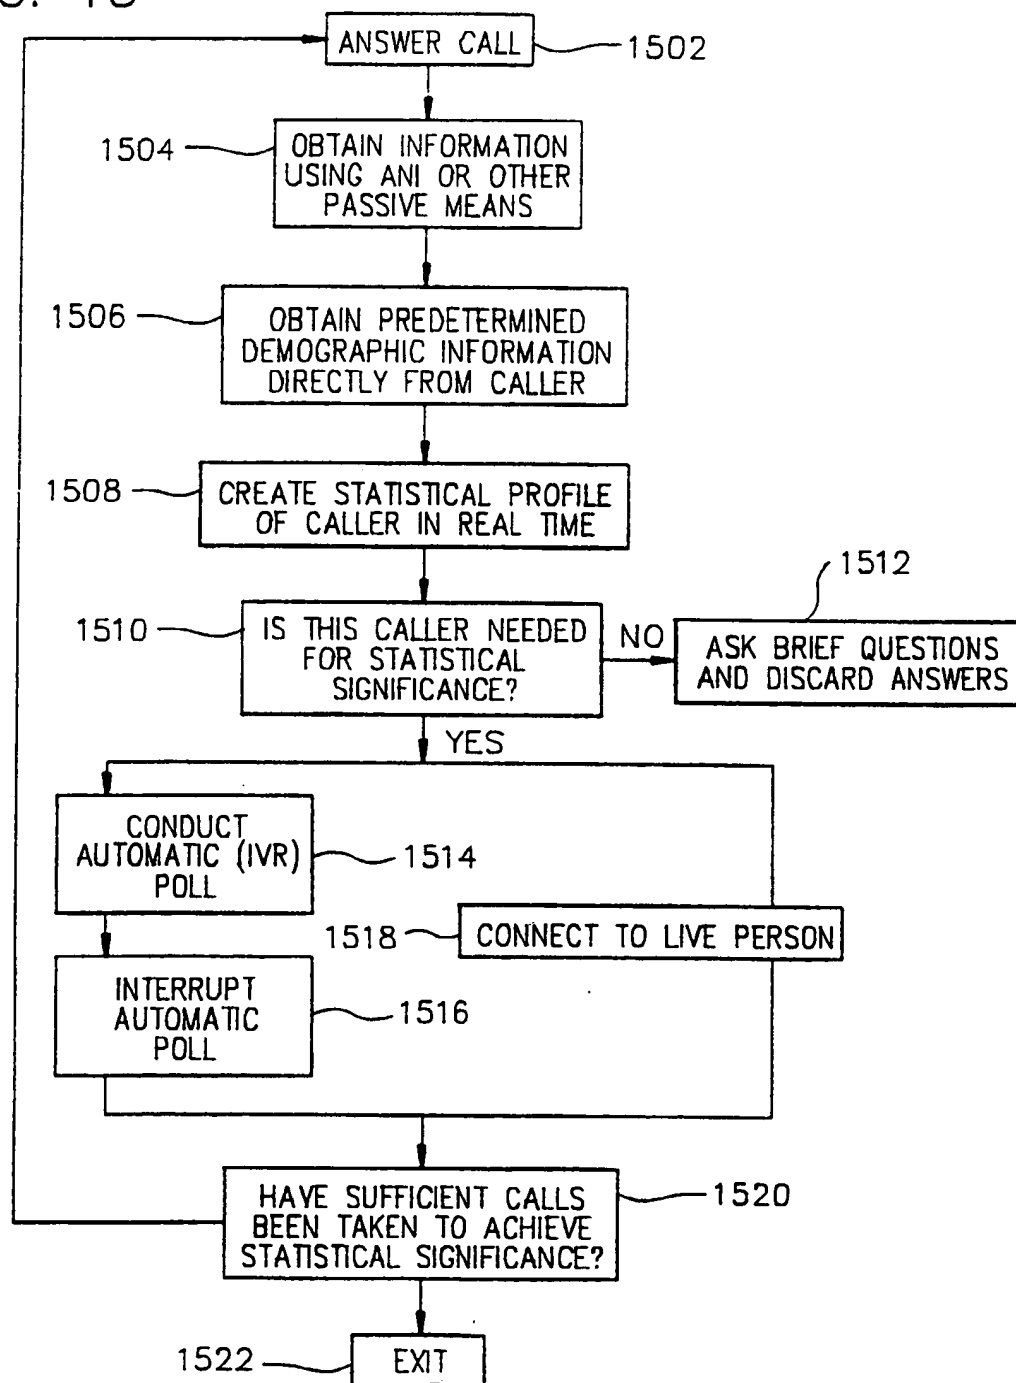 ANSWER CALL
1502
1504
OBTAIN INFORMATION
USING ANI OR OTHER
PASSIVE MEANS
1506
OBTAIN PREDETERMINED
DEMOGRAPHIC INFORMATION
DIRECTLY FROM CALLER
1508
CREATE STATISTICAL PROFILE
OF CALLER IN REAL TIME
1510
IS THIS CALLER NEEDED
FOR STATISTICAL
SIGNIFICANCE?
NO
1512
ASK BRIEF QUESTIONS
AND DISCARD ANSWERS
YES
CONDUCT
AUTOMATIC (IVR)
POLL
1514
1518
CONNECT TO LIVE PERSON
INTERRUPT
AUTOMATIC
POLL
1516
HAVE SUFFICIENT CALLS
BEEN TAKEN TO ACHIEVE
STATISTICAL SIGNIFICANCE?
1520
1522
EXIT